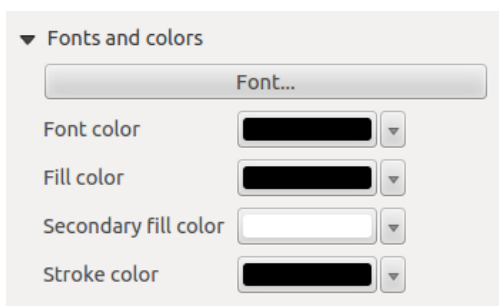 Fonts and colors
Font...
Font color
Fill color
Secondary fill color
Stroke color